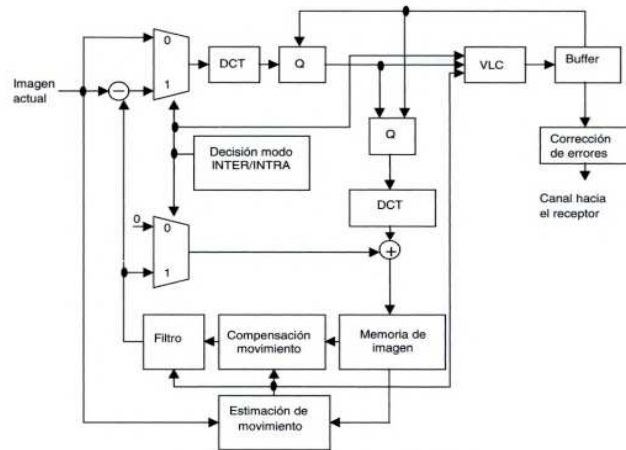 0
1
Imagen
actual
DCT
Q
VLC
Buffer
Q
Decisión modo
INTER/INTRA
Corrección
de errores
Canal hacia
el receptor
DCT
0
0
1
Filtro
Compensación
movimiento
Memoria de
imagen
Estimación de
movimiento